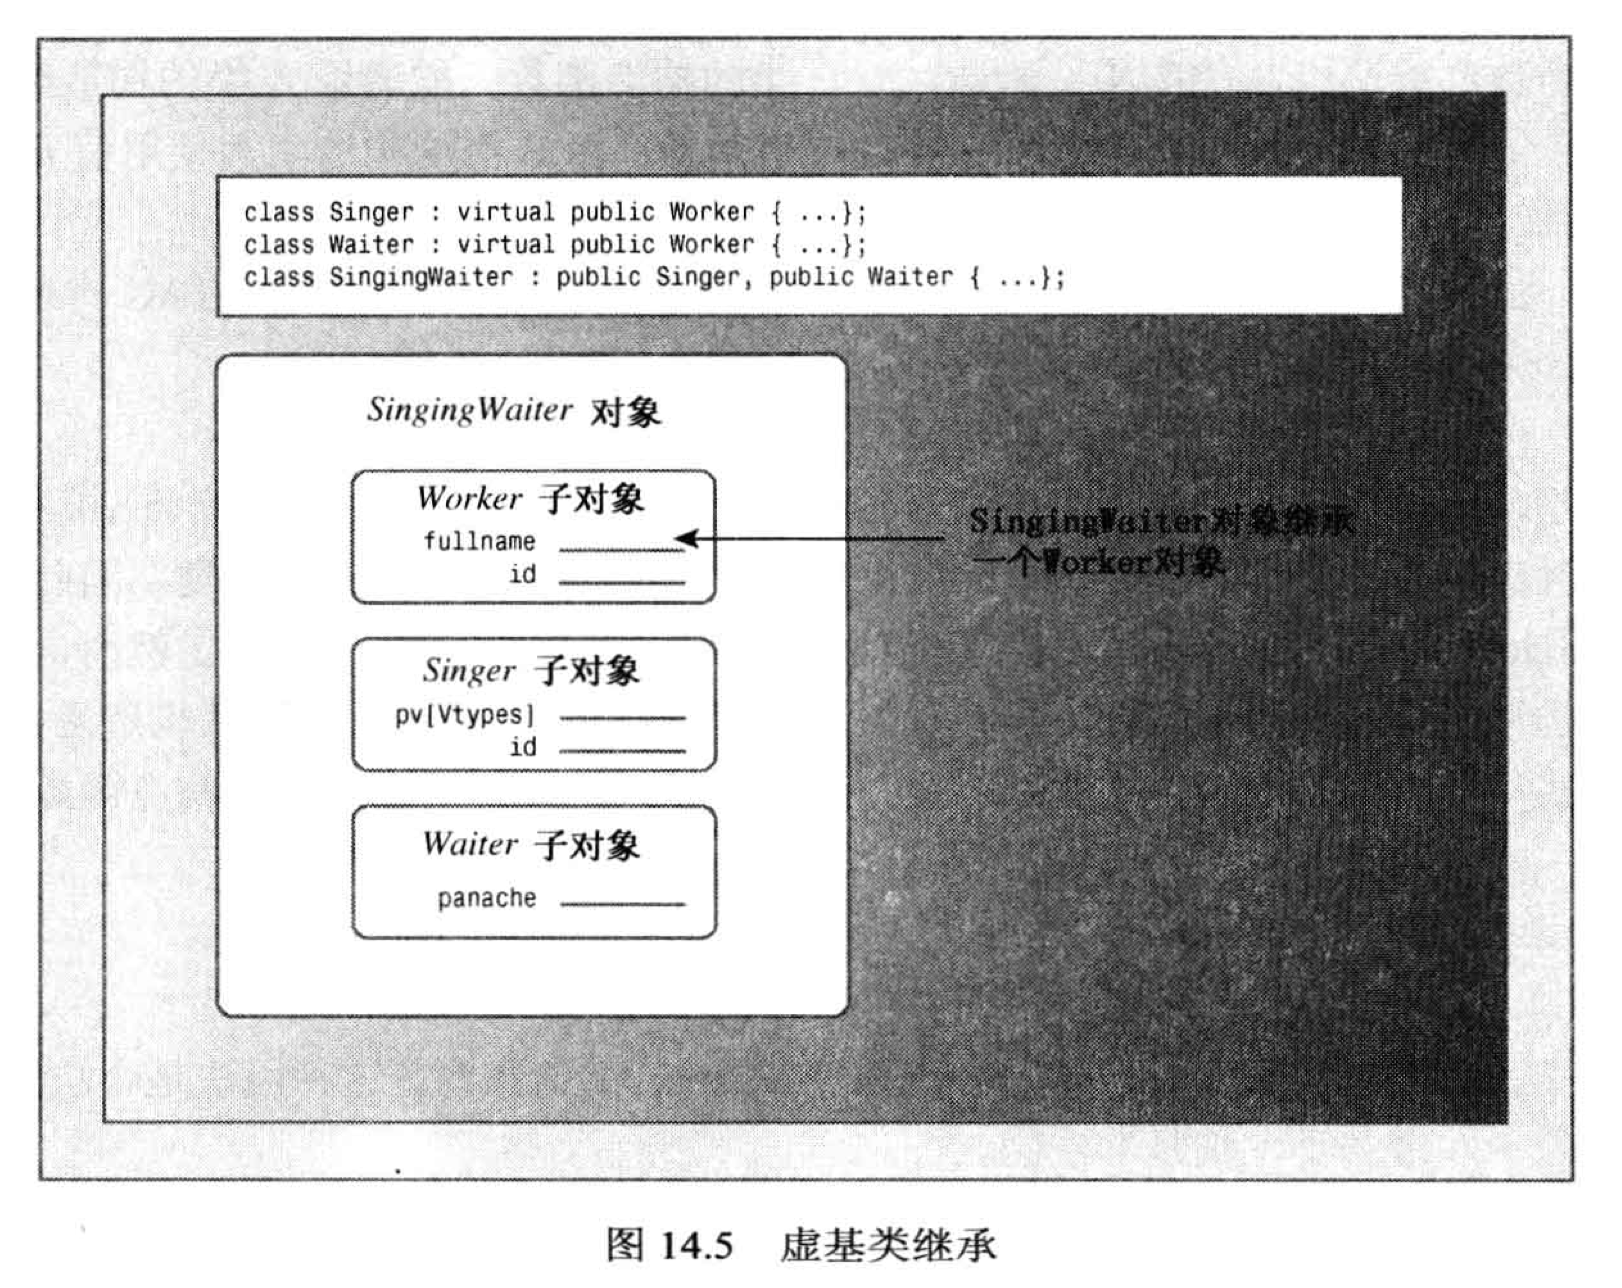 class Singer : virtual public Worker { ...};
class Waiter : virtual public Worker { ...};
class SingingWaiter : public Singer, public Waiter { ...};
SingingWaiter 对象
Worker 子对象
fullname
id
SingingWaiter对象继承
一个Worker对象
Singer 子对象
pv[Vtypes]
id
Waiter 子对象
panache
图 14.5 虚基类继承